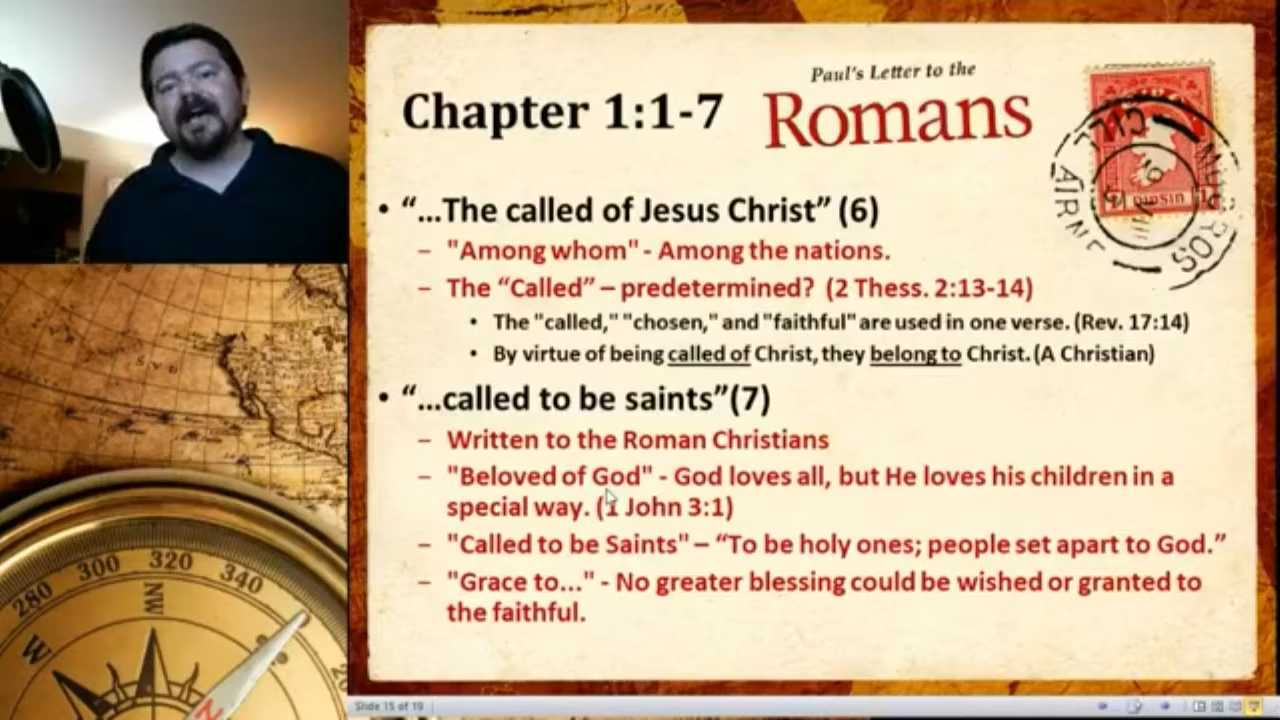 Paul's Letter to the
Chapter 1:1-7
Romans
• “...The called of Jesus Christ” (6)
– "Among whom" - Among the nations.
– The “Called” – predetermined? (2 Thess. 2:13-14)
• The "called," "chosen," and "faithful" are used in one verse. (Rev. 17:14)
• By virtue of being called of Christ, they belong to Christ. (A Christian)
• “...called to be saints”(7)
– Written to the Roman Christians
– "Beloved of God" - God loves all, but He loves his children in a
special way. (1 John 3:1)
– "Called to be Saints" – “To be holy ones; people set apart to God.”
– "Grace to..." - No greater blessing could be wished or granted to
the faithful.
280
300
320
340
W
NW
N
Slide 15 of 19